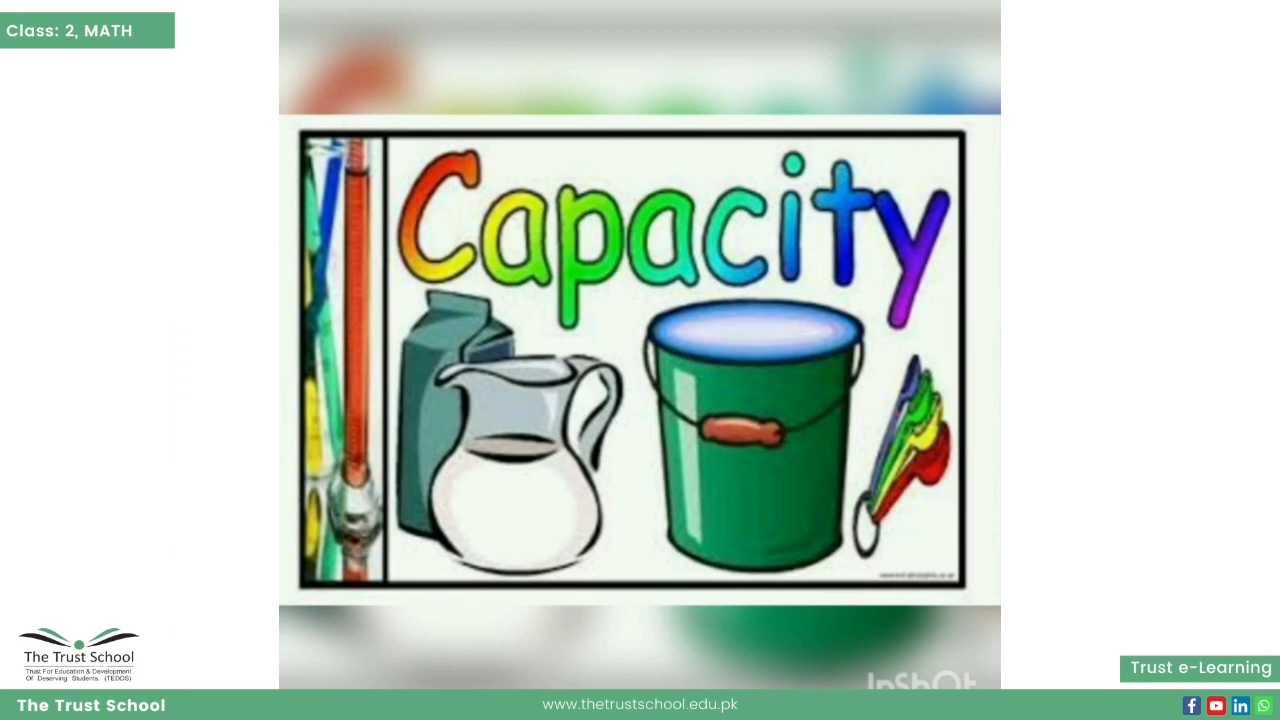 Class: 2, MATH
Capacity
InShOt
The Trust School
Trust For Education & Development
Of Deserving Students. (TEDDS)
Trust e-Learning
The Trust School
www.thetrustschool.edu.pk